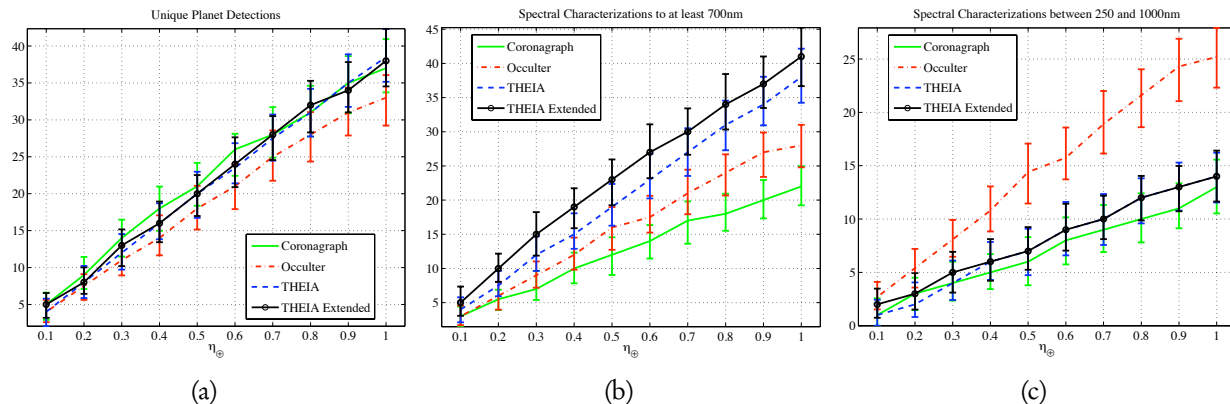 Unique Planet Detections
40
35
30
25
20
15
10
5
0.1 0.2 0.3 0.4 0.5 0.6 0.7 0.8 0.9 1
η⊕
Coronagraph
Occulter
THEIA
THEIA Extended
(a)
Spectral Characterizations to at least 700nm
45
40
35
30
25
20
15
10
5
0.1 0.2 0.3 0.4 0.5 0.6 0.7 0.8 0.9 1
η⊕
Coronagraph
Occulter
THEIA
THEIA Extended
(b)
Spectral Characterizations between 250 and 1000nm
25
20
15
10
5
0
0.1 0.2 0.3 0.4 0.5 0.6 0.7 0.8 0.9 1
η⊕
Coronagraph
Occulter
THEIA
THEIA Extended
(c)